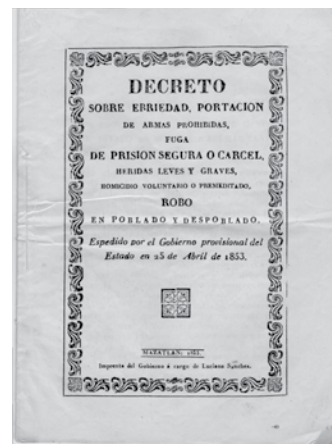 DECRETO
SOBRE EBRIEDAD, PORTACION
DE ARMAS PROHIBIDAS,
FUGA
DE PRISION SEGURA O CARCEL,
HERIDAS LEVES Y GRAVES,
HOMICIDIO VOLUNTARIO O PREMEDITADO,
ROBO
EN POBLADO Y DESPOBLADO.
Espedido por el Gobierno provisional del
Estado en 25 de Abril de 1853.
MAZATLAN: 1853.
Imprenta del Gobierno á cargo de Luciano Sanchez.